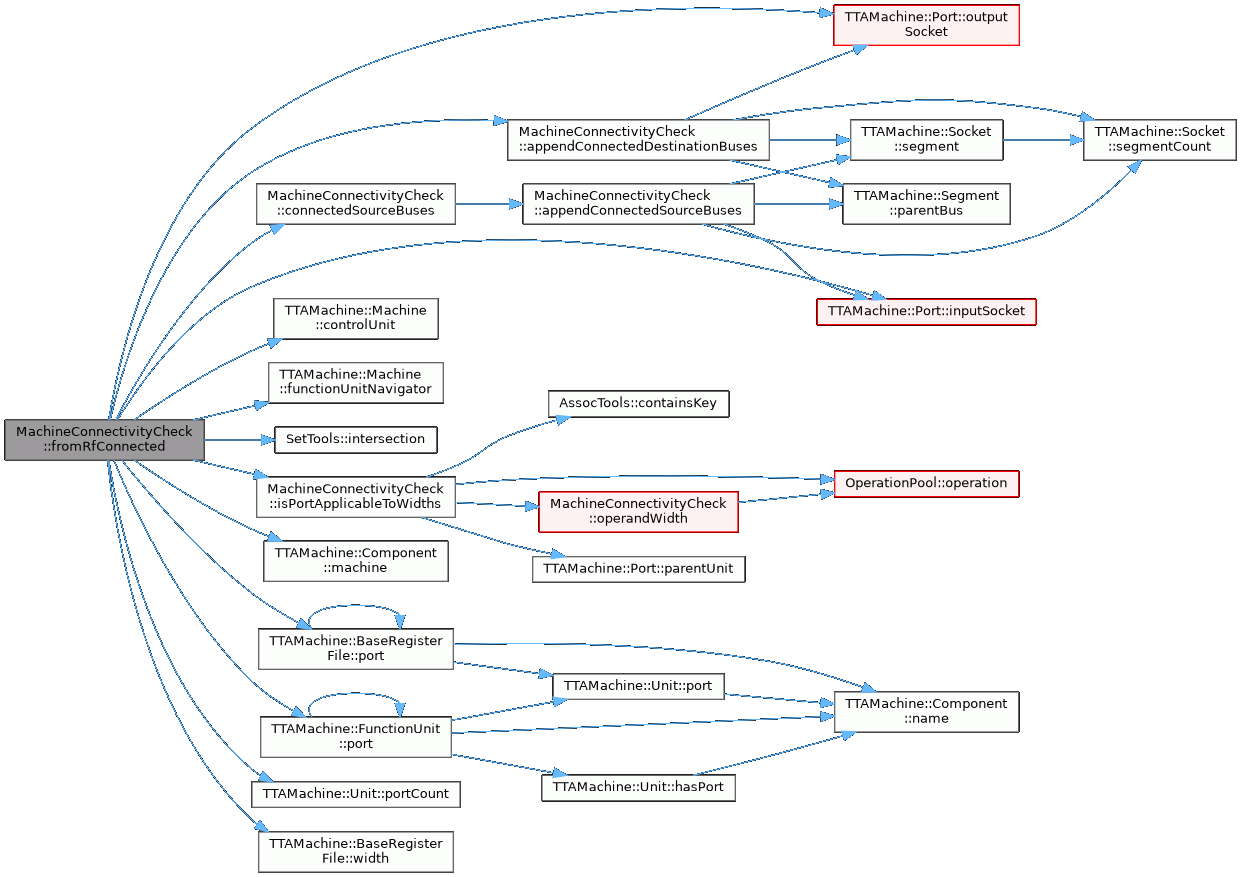 TTAMachine::Port::output
Socket
MachineConnectivityCheck
::appendConnectedDestinationBuses
TTAMachine::Socket
::segment
TTAMachine::Socket
::segmentCount
MachineConnectivityCheck
::connectedSourceBuses
MachineConnectivityCheck
::appendConnectedSourceBuses
TTAMachine::Segment
::parentBus
TTAMachine::Machine
::controlUnit
TTAMachine::Port::inputSocket
TTAMachine::Machine
::functionUnitNavigator
AssocTools::containsKey
MachineConnectivityCheck
::fromRfConnected
SetTools::intersection
MachineConnectivityCheck
::isPortApplicableToWidths
MachineConnectivityCheck
::operandWidth
OperationPool::operation
TTAMachine::Component
::machine
TTAMachine::Port::parentUnit
TTAMachine::BaseRegister
File::port
TTAMachine::Unit::port
TTAMachine::Component
::name
TTAMachine::FunctionUnit
::port
TTAMachine::Unit::hasPort
TTAMachine::Unit::portCount
TTAMachine::BaseRegister
File::width